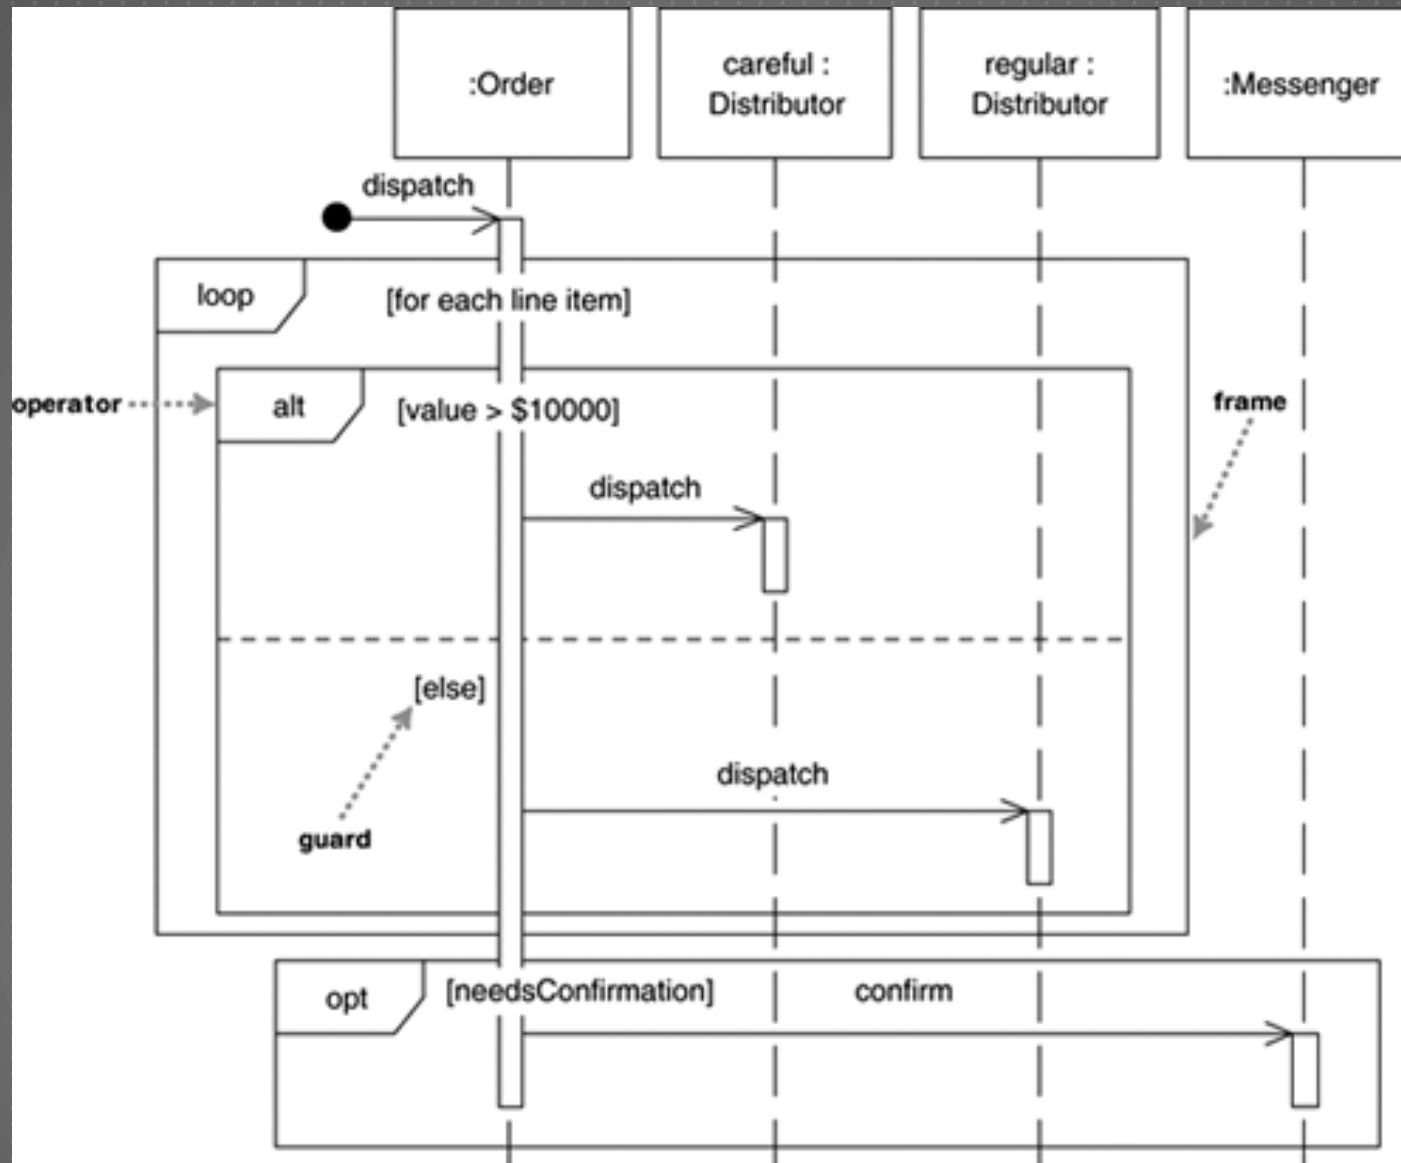 :Order
careful :
Distributor
regular :
Distributor
:Messenger
dispatch
loop
[for each line item]
operator
alt
[value > $10000]
frame
dispatch
[else]
dispatch
guard
opt
[needsConfirmation]
confirm